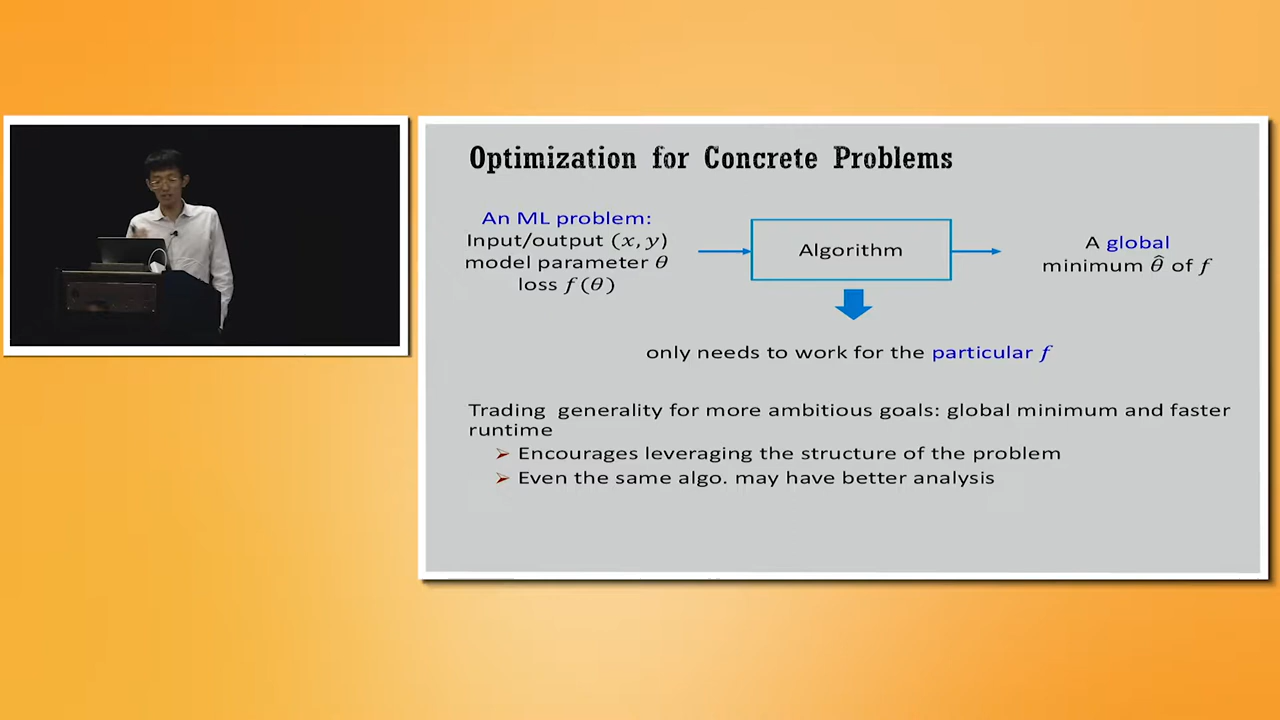 Optimization for Concrete Problems
An ML problem:
Input/output (x, y)
model parameter θ
loss f(θ)
Algorithm
A global
minimum θ̂ of f
only needs to work for the particular f
Trading generality for more ambitious goals: global minimum and faster
runtime
➢ Encourages leveraging the structure of the problem
➢ Even the same algo. may have better analysis